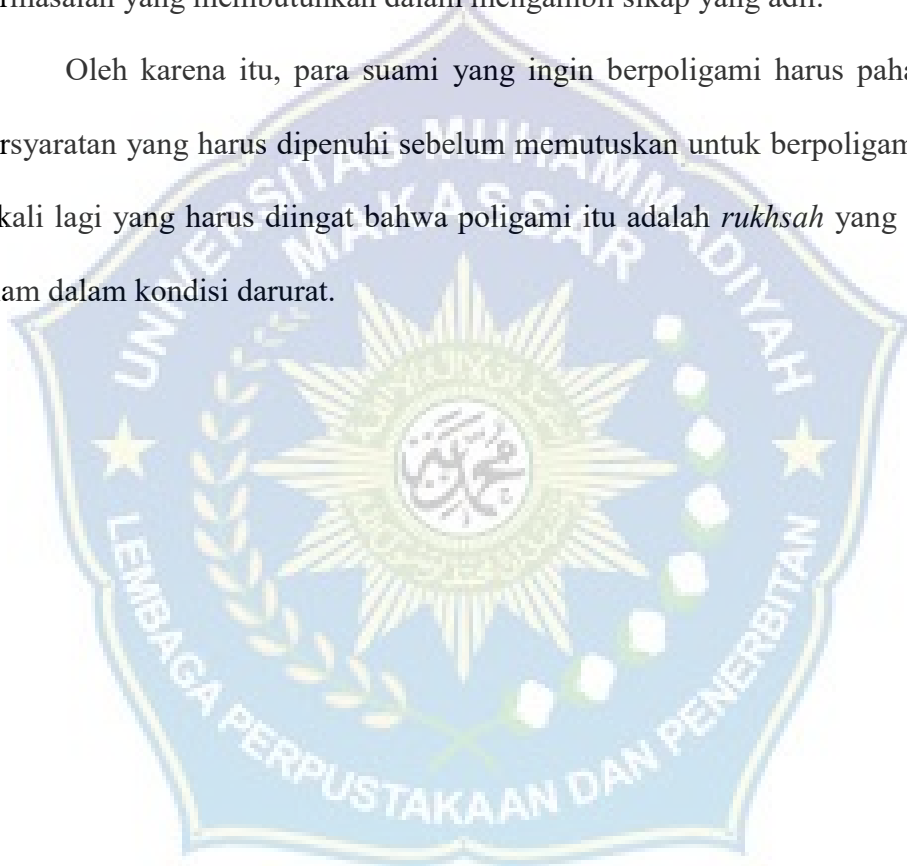 rmasalah yang membutuhkan dalam mengambil sikap yang adil.
Oleh karena itu, para suami yang ingin berpoligami harus paha
rsyaratan yang harus dipenuhi sebelum memutuskan untuk berpoligam
kali lagi yang harus diingat bahwa poligami itu adalah rukhsah yang
am dalam kondisi darurat.
UNIVERSITAS MUHAMMADIYAH
MAKASSAR
LEMBAGA PERPUSTAKAAN DAN PENERBITAN